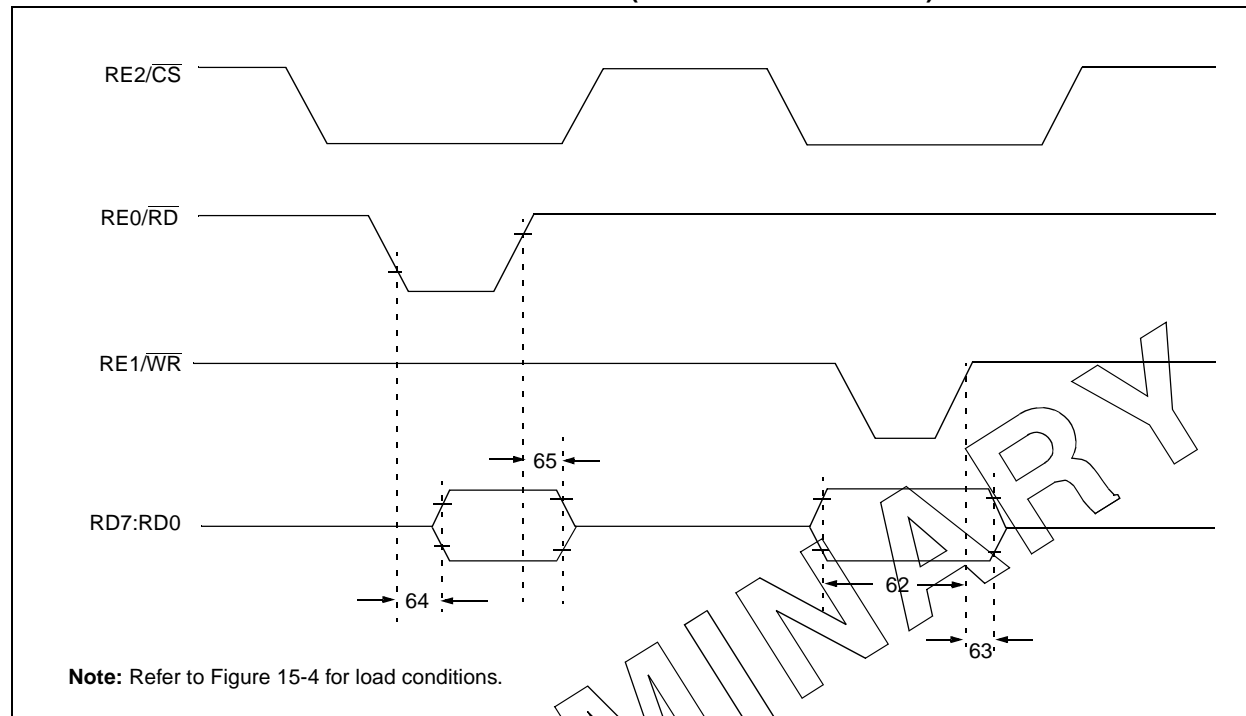 RE2/CS
RE0/RD
RE1/WR
65
RD7:RD0
62
64
63
Note: Refer to Figure 15-4 for load conditions.
MINARY